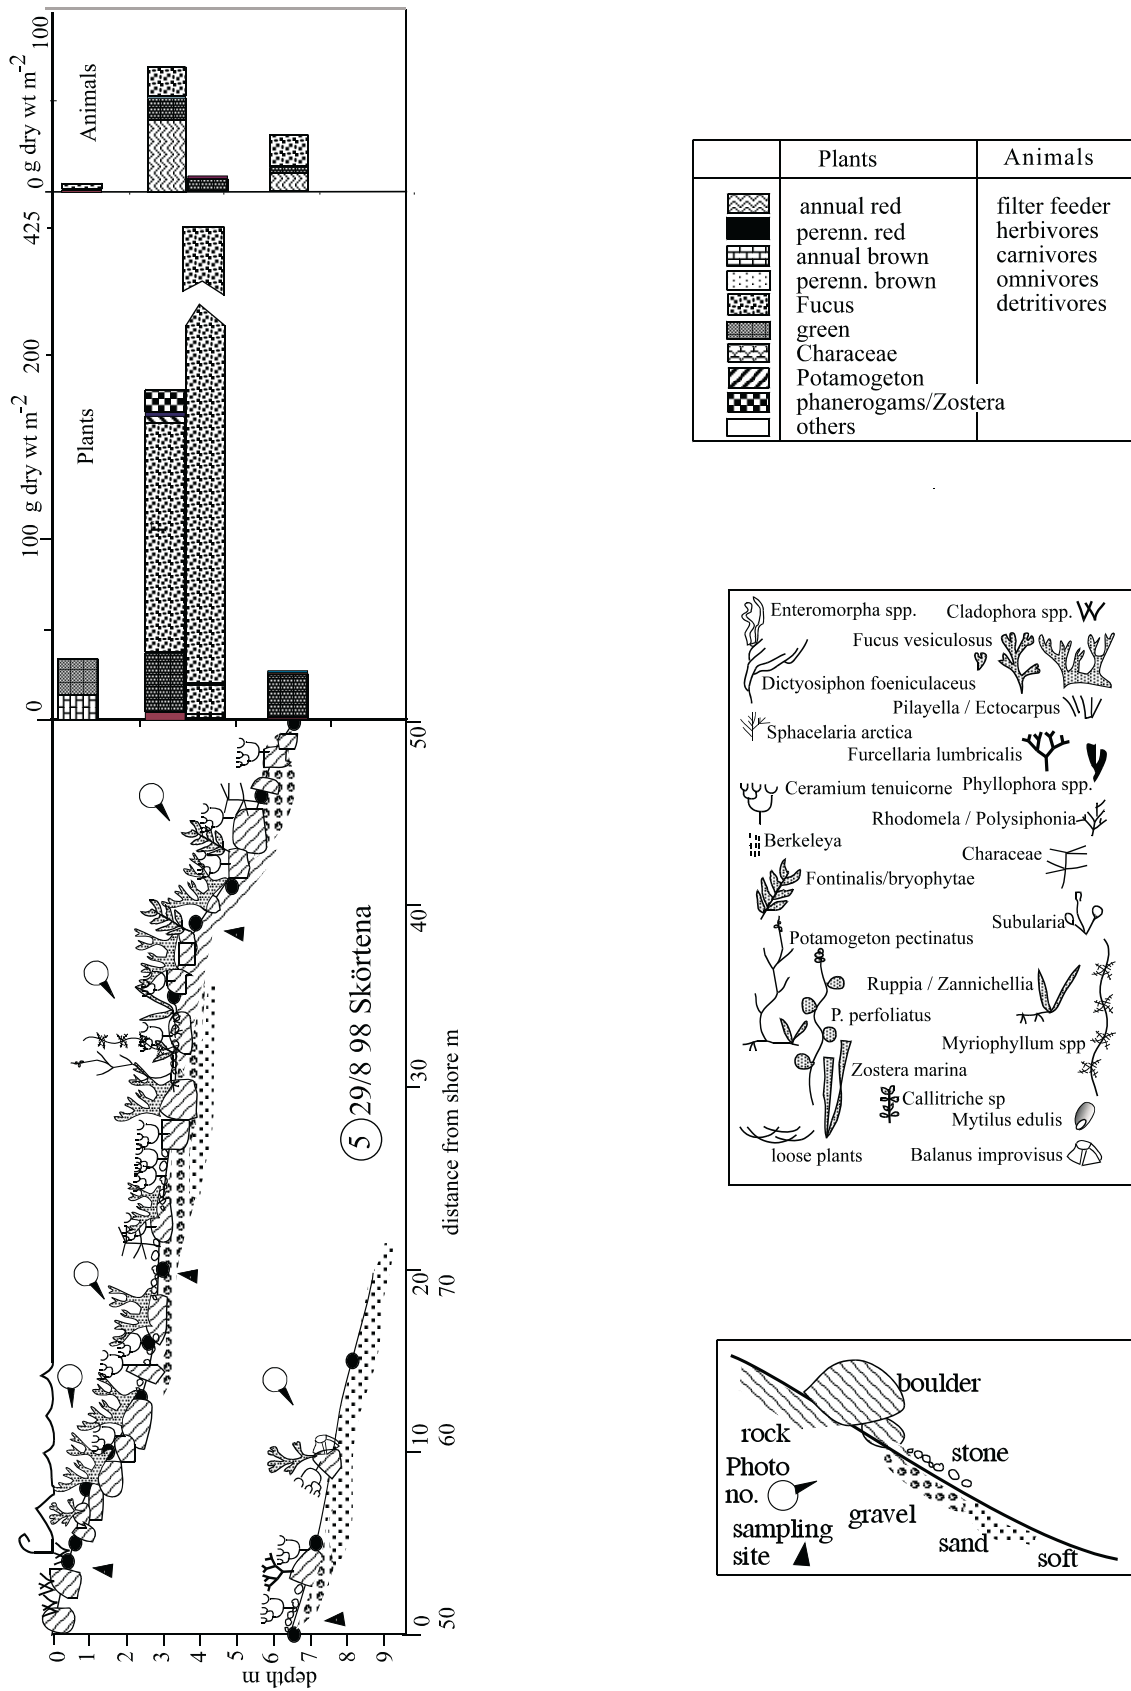 0 g dry wt m-2 100
Animals
0 100 g dry wt m-2 200 425
Plants
0
1
2
3
4
5
6
7
8
9
depth m
0 10 20 30 40 50
50 60 70 distance from shore m
5 29/8 98 Skörtena
Plants Animals
annual red filter feeder
perenn. red herbivores
annual brown carnivores
perenn. brown omnivores
Fucus detritivores
green
Characeae
Potamogeton
phanerogams/Zostera
others
Enteromorpha spp. Cladophora spp.
Fucus vesiculosus
Dictyosiphon foeniculaceus
Pilayella / Ectocarpus
Sphacelaria arctica
Furcellaria lumbricalis
Ceramium tenuicorne Phyllophora spp.
Rhodomela / Polysiphonia
Berkeleya
Characeae
Fontinalis/bryophytae
Subularia
Potamogeton pectinatus
Ruppia / Zannichellia
P. perfoliatus
Myriophyllum spp
Zostera marina
Callitriche sp
Mytilus edulis
loose plants Balanus improvisus
boulder
rock
stone
Photo
no.
gravel
sampling
site
sand
soft